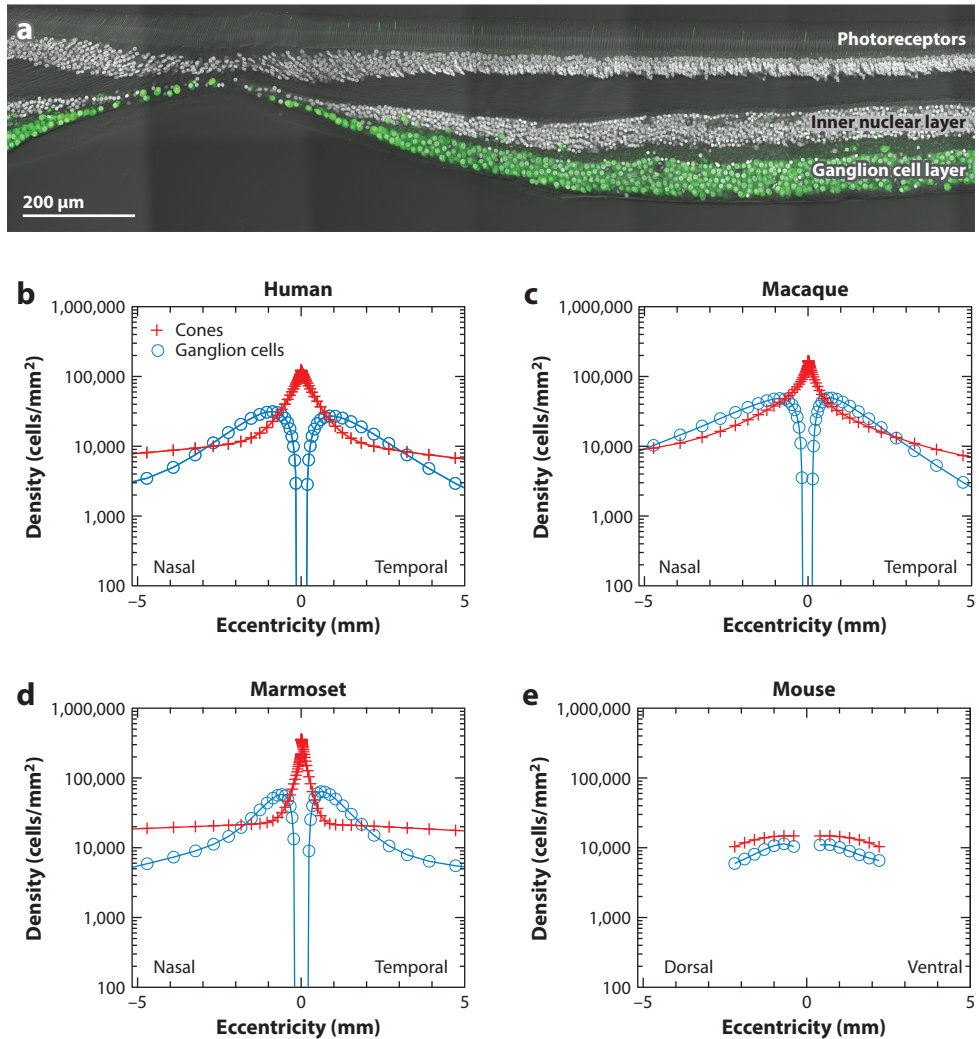 a
Photoreceptors
Inner nuclear layer
Ganglion cell layer
200 µm
b
Human
Cones
Ganglion cells
1,000,000
100,000
10,000
1,000
100
Density (cells/mm²)
Nasal
Temporal
−5
0
5
Eccentricity (mm)
c
Macaque
1,000,000
100,000
10,000
1,000
100
Density (cells/mm²)
Nasal
Temporal
−5
0
5
Eccentricity (mm)
d
Marmoset
1,000,000
100,000
10,000
1,000
100
Density (cells/mm²)
Nasal
Temporal
−5
0
5
Eccentricity (mm)
e
Mouse
1,000,000
100,000
10,000
1,000
100
Density (cells/mm²)
Dorsal
Ventral
−5
0
5
Eccentricity (mm)